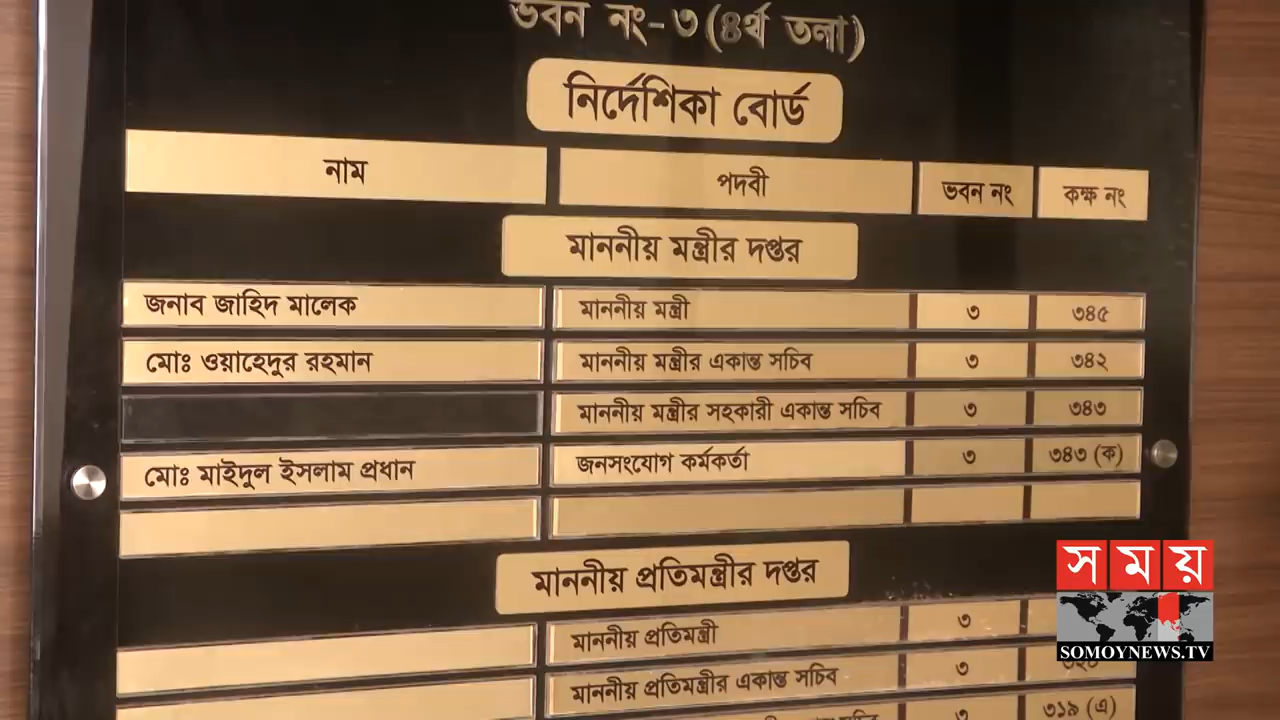 ভবন নং-৩ (৪র্থ তলা)
নির্দেশিকা বোর্ড
নাম পদবী ভবন নং কক্ষ নং
মাননীয় মন্ত্রীর দপ্তর
জনাব জাহিদ মালেক মাননীয় মন্ত্রী ৩ ৩৪৫
মোঃ ওয়াহেদুর রহমান মাননীয় মন্ত্রীর একান্ত সচিব ৩ ৩৪২
মাননীয় মন্ত্রীর সহকারী একান্ত সচিব ৩ ৩৪৩
মোঃ মাইদুল ইসলাম প্রধান জনসংযোগ কর্মকর্তা ৩ ৩৪৩ (ক)
মাননীয় প্রতিমন্ত্রীর দপ্তর
মাননীয় প্রতিমন্ত্রী ৩
মাননীয় প্রতিমন্ত্রীর একান্ত সচিব ৩
৩ ৩১৯ (এ)
সময়
SOMOYNEWS.TV